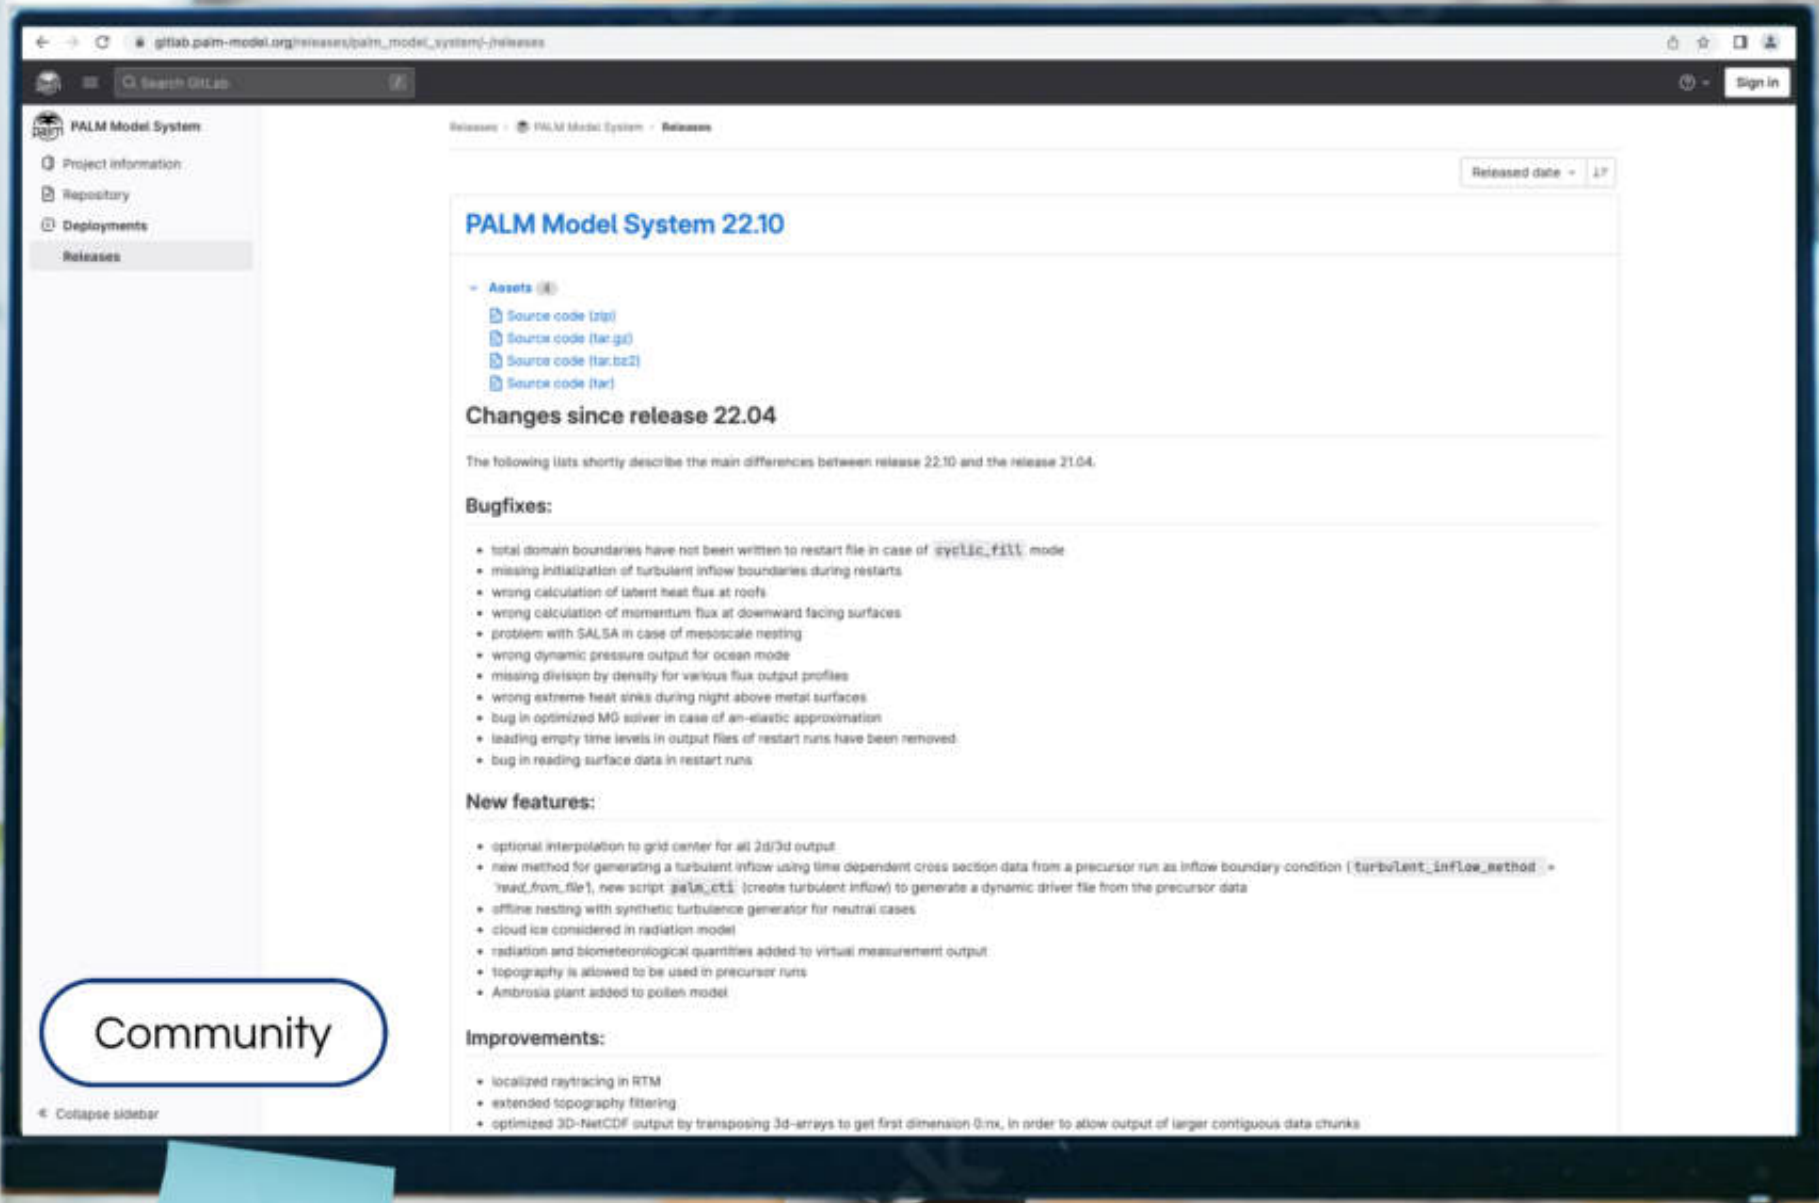 gitlab.palm-model.org/releases/palm_model_system/-/releases
Search GitLab
Sign in
palm PALM Model System
Project information
Repository
Deployments
Releases
Releases PALM Model System Releases
Released date
PALM Model System 22.10
Assets 4
Source code (zip)
Source code (tar.gz)
Source code (tar.bz2)
Source code (tar)
Changes since release 22.04
The following lists shortly describe the main differences between release 22.10 and the release 21.04.
Bugfixes:
• total domain boundaries have not been written to restart file in case of cyclic_fill mode
• missing initialization of turbulent inflow boundaries during restarts
• wrong calculation of latent heat flux at roofs
• wrong calculation of momentum flux at downward facing surfaces
• problem with SALSA in case of mesoscale nesting
• wrong dynamic pressure output for ocean mode
• missing division by density for various flux output profiles
• wrong extreme heat sinks during night above metal surfaces
• bug in optimized MG solver in case of an-elastic approximation
• leading empty time levels in output files of restart runs have been removed
• bug in reading surface data in restart runs
New features:
• optional interpolation to grid center for all 2d/3d output
• new method for generating a turbulent inflow using time dependent cross section data from a precursor run as inflow boundary condition (turbulent_inflow_method =
'read_from_file'), new script palm_cti (create turbulent inflow) to generate a dynamic driver file from the precursor data
• offline nesting with synthetic turbulence generator for neutral cases
• cloud ice considered in radiation model
• radiation and biometeorological quantities added to virtual measurement output
• topography is allowed to be used in precursor runs
• Ambrosia plant added to pollen model
Improvements:
• localized raytracing in RTM
• extended topography filtering
• optimized 3D-NetCDF output by transposing 3d-arrays to get first dimension 0:nx, in order to allow output of larger contiguous data chunks
Community
Collapse sidebar